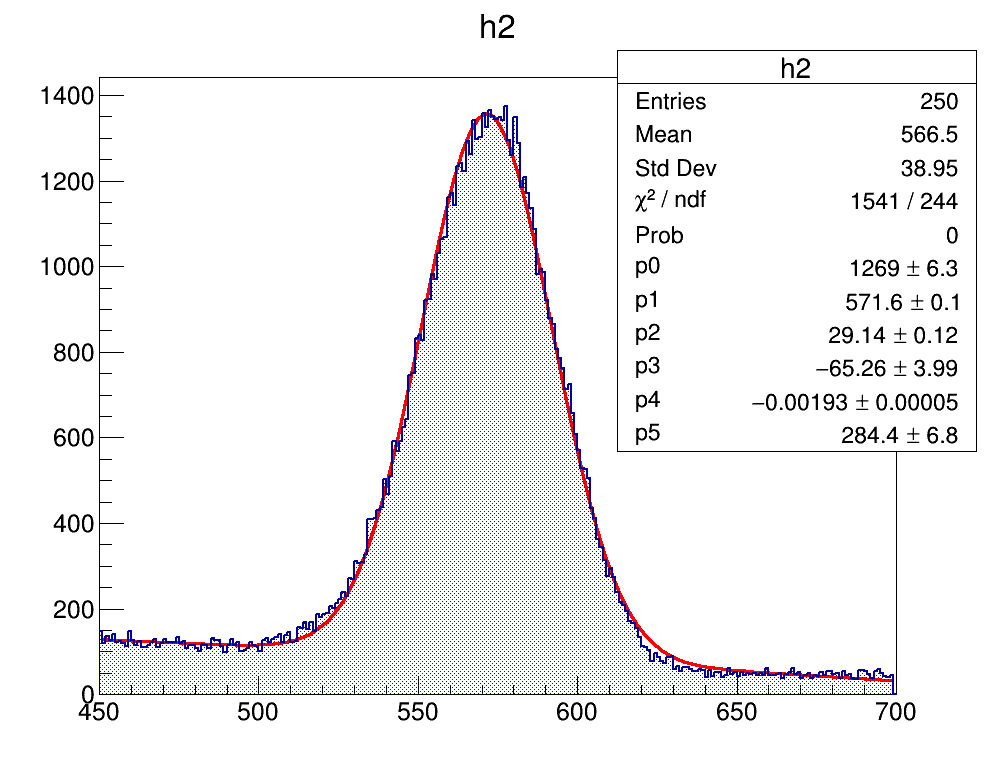 h2
h2
Entries 250
Mean 566.5
Std Dev 38.95
χ² / ndf 1541 / 244
Prob 0
p0 1269 ± 6.3
p1 571.6 ± 0.1
p2 29.14 ± 0.12
p3 −65.26 ± 3.99
p4 −0.00193 ± 0.00005
p5 284.4 ± 6.8
1400
1200
1000
800
600
400
200
0
450 500 550 600 650 700